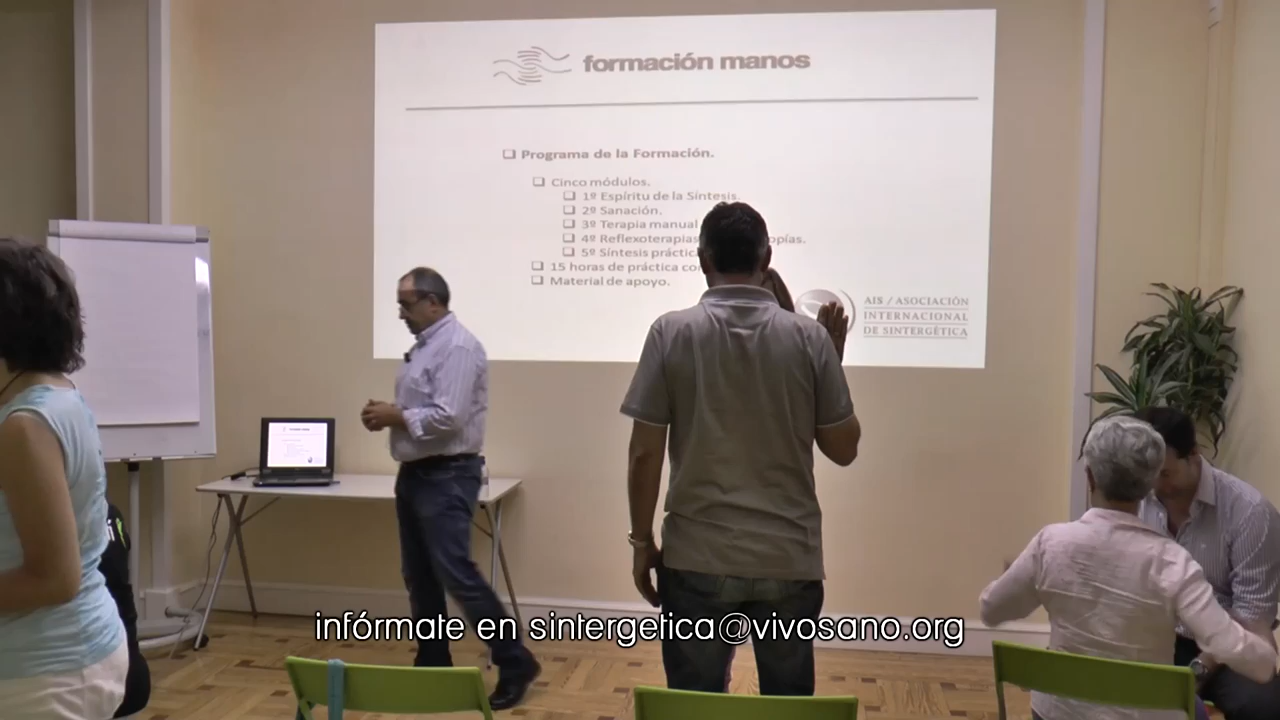 formación manos
Programa de la Formación.
Cinco módulos.
1º Espíritu de la Síntesis.
2º Sanación.
3º Terapia manual
4º Reflexoterapias
5º Síntesis
15 horas de práctica
Material de apoyo.
AIS / ASOCIACIÓN
INTERNACIONAL
DE SINTERGÉTICA
infórmate en sintergetica@vivosano.org